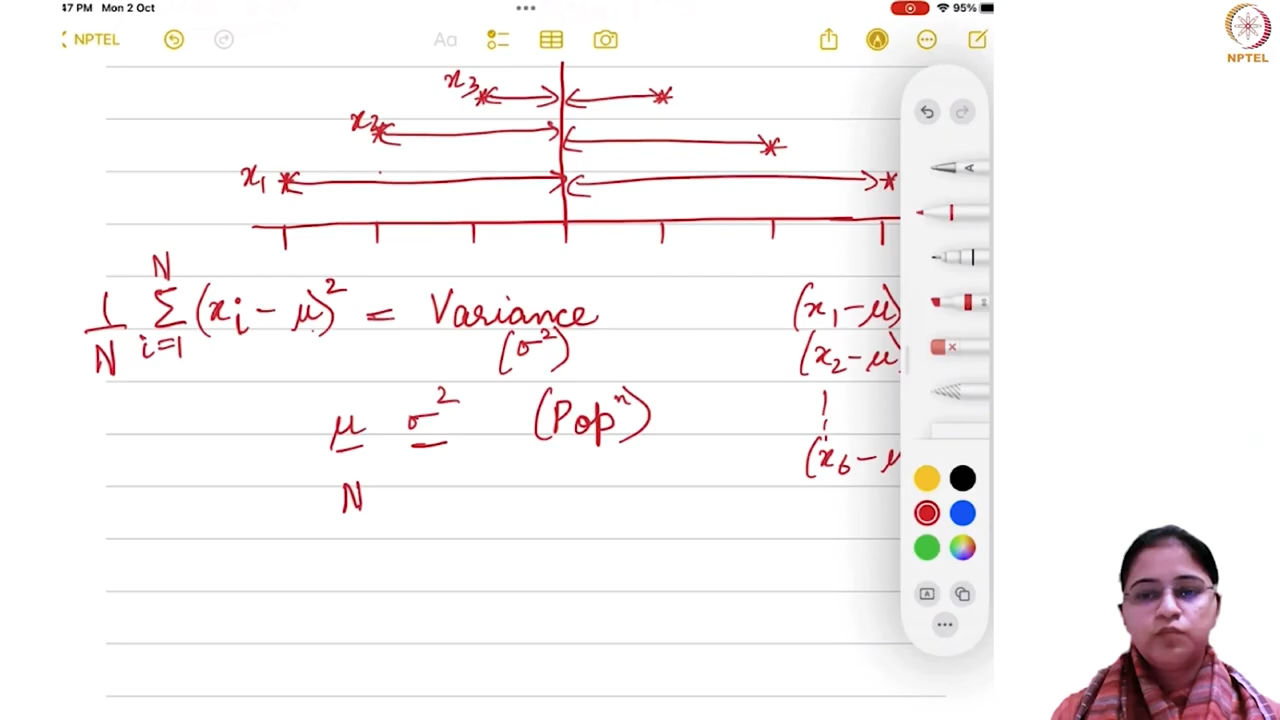 47 PM Mon 2 Oct 95%
NPTEL Aa
NPTEL
x3
x2
x1
1/N N Σ i=1 (xi - μ)² = Variance (x1 - μ)
(σ²) (x2 - μ)
μ σ² (Popⁿ)
(x6 - μ
N